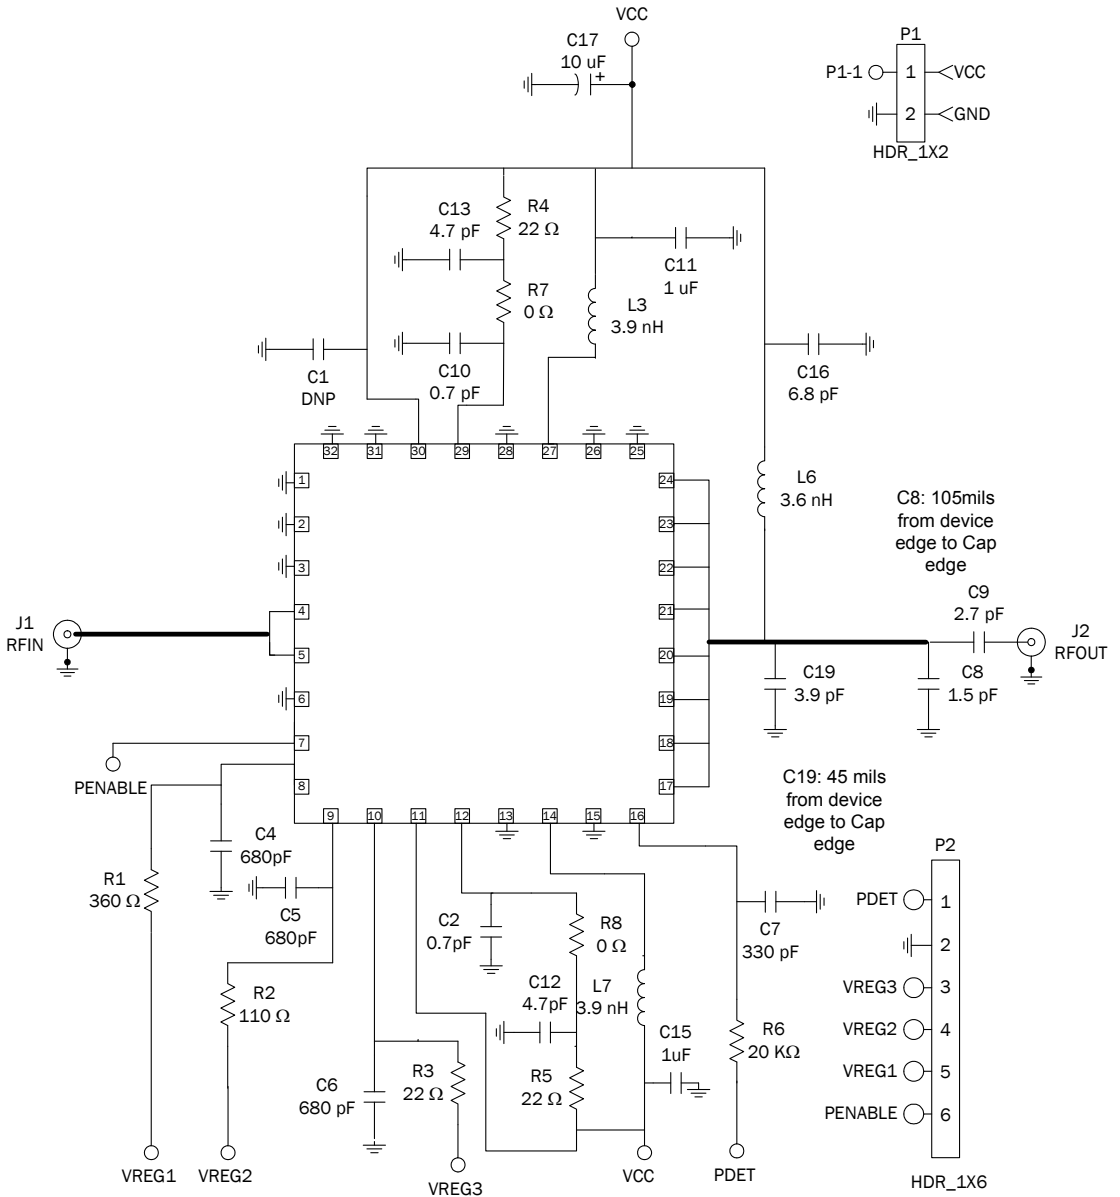 VCC
C17
10 uF
+
P1
P1-1
1
VCC
2
GND
HDR_1X2
C13
4.7 pF
R4
22 Ω
C11
1 uF
R7
0 Ω
L3
3.9 nH
C1
DNP
C10
0.7 pF
C16
6.8 pF
32
31
30
29
28
27
26
25
1
2
3
4
5
6
7
8
24
23
22
21
20
19
18
17
L6
3.6 nH
C8: 105mils
from device
edge to Cap
edge
C9
2.7 pF
J1
RFIN
J2
RFOUT
C19
3.9 pF
C8
1.5 pF
PENABLE
C19: 45 mils
from device
edge to Cap
edge
9
10
11
12
13
14
15
16
C4
680pF
R1
360 Ω
C5
680pF
R2
110 Ω
C2
0.7pF
R8
0 Ω
C7
330 pF
C12
4.7pF
L7
3.9 nH
R6
20 KΩ
C15
1uF
C6
680 pF
R3
22 Ω
R5
22 Ω
VREG1
VREG2
VREG3
VCC
PDET
P2
PDET
1
2
VREG3
3
VREG2
4
VREG1
5
PENABLE
6
HDR_1X6